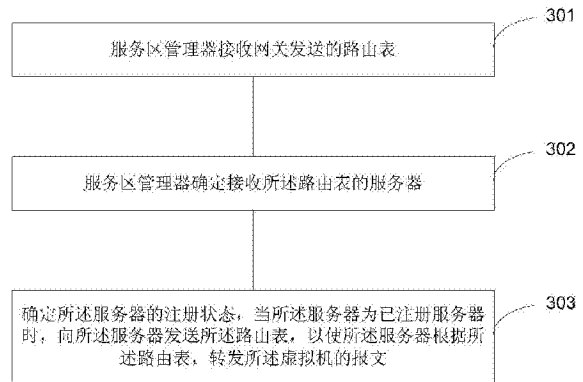 301
服务区管理器接收网关发送的路由表
302
服务区管理器确定接收所述路由表的服务器
303
确定所述服务器的注册状态，当所述服务器为已注册服务器
时，向所述服务器发送所述路由表，以使所述服务器根据所
述路由表，转发所述虚拟机的报文